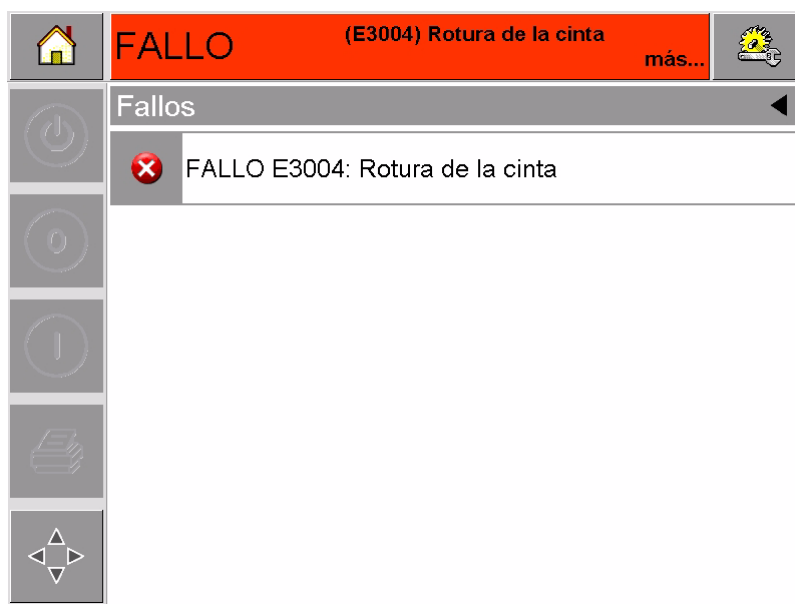 FALLO
(E3004) Rotura de la cinta
más...
Fallos
FALLO E3004: Rotura de la cinta